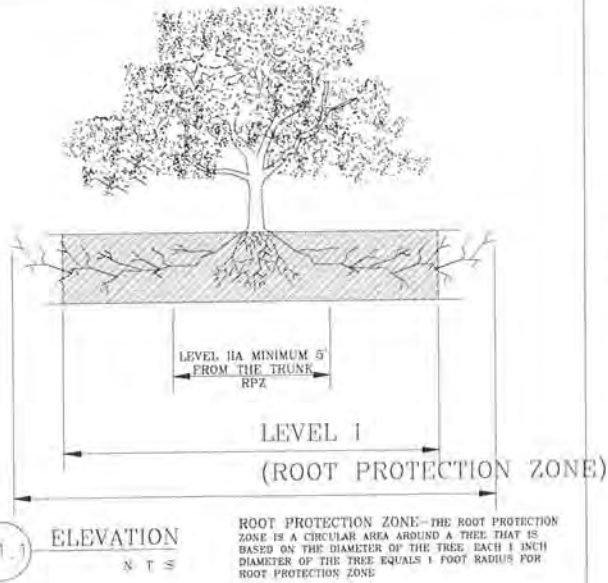 LEVEL IIA MINIMUM 5'
FROM THE TRUNK
RPZ
LEVEL I
(ROOT PROTECTION ZONE)
ELEVATION
N T S
ROOT PROTECTION ZONE-THE ROOT PROTECTION
ZONE IS A CIRCULAR AREA AROUND A TREE THAT IS
BASED ON THE DIAMETER OF THE TREE EACH 1 INCH
DIAMETER OF THE TREE EQUALS 1 FOOT RADIUS FOR
ROOT PROTECTION ZONE